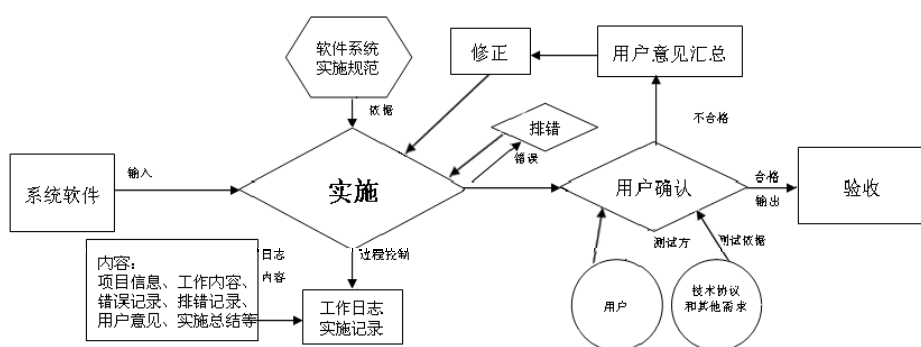 软件系统
实施规范
依据
修正
用户意见汇总
不合格
排错
错误
系统软件
输入
实施
用户确认
合格
输出
验收
日志
内容
过程控制
测试方
测试依据
内容:
项目信息、工作内容、
错误记录、排错记录、
用户意见、实施总结等
工作日志
实施记录
用户
技术协议
和其他需求